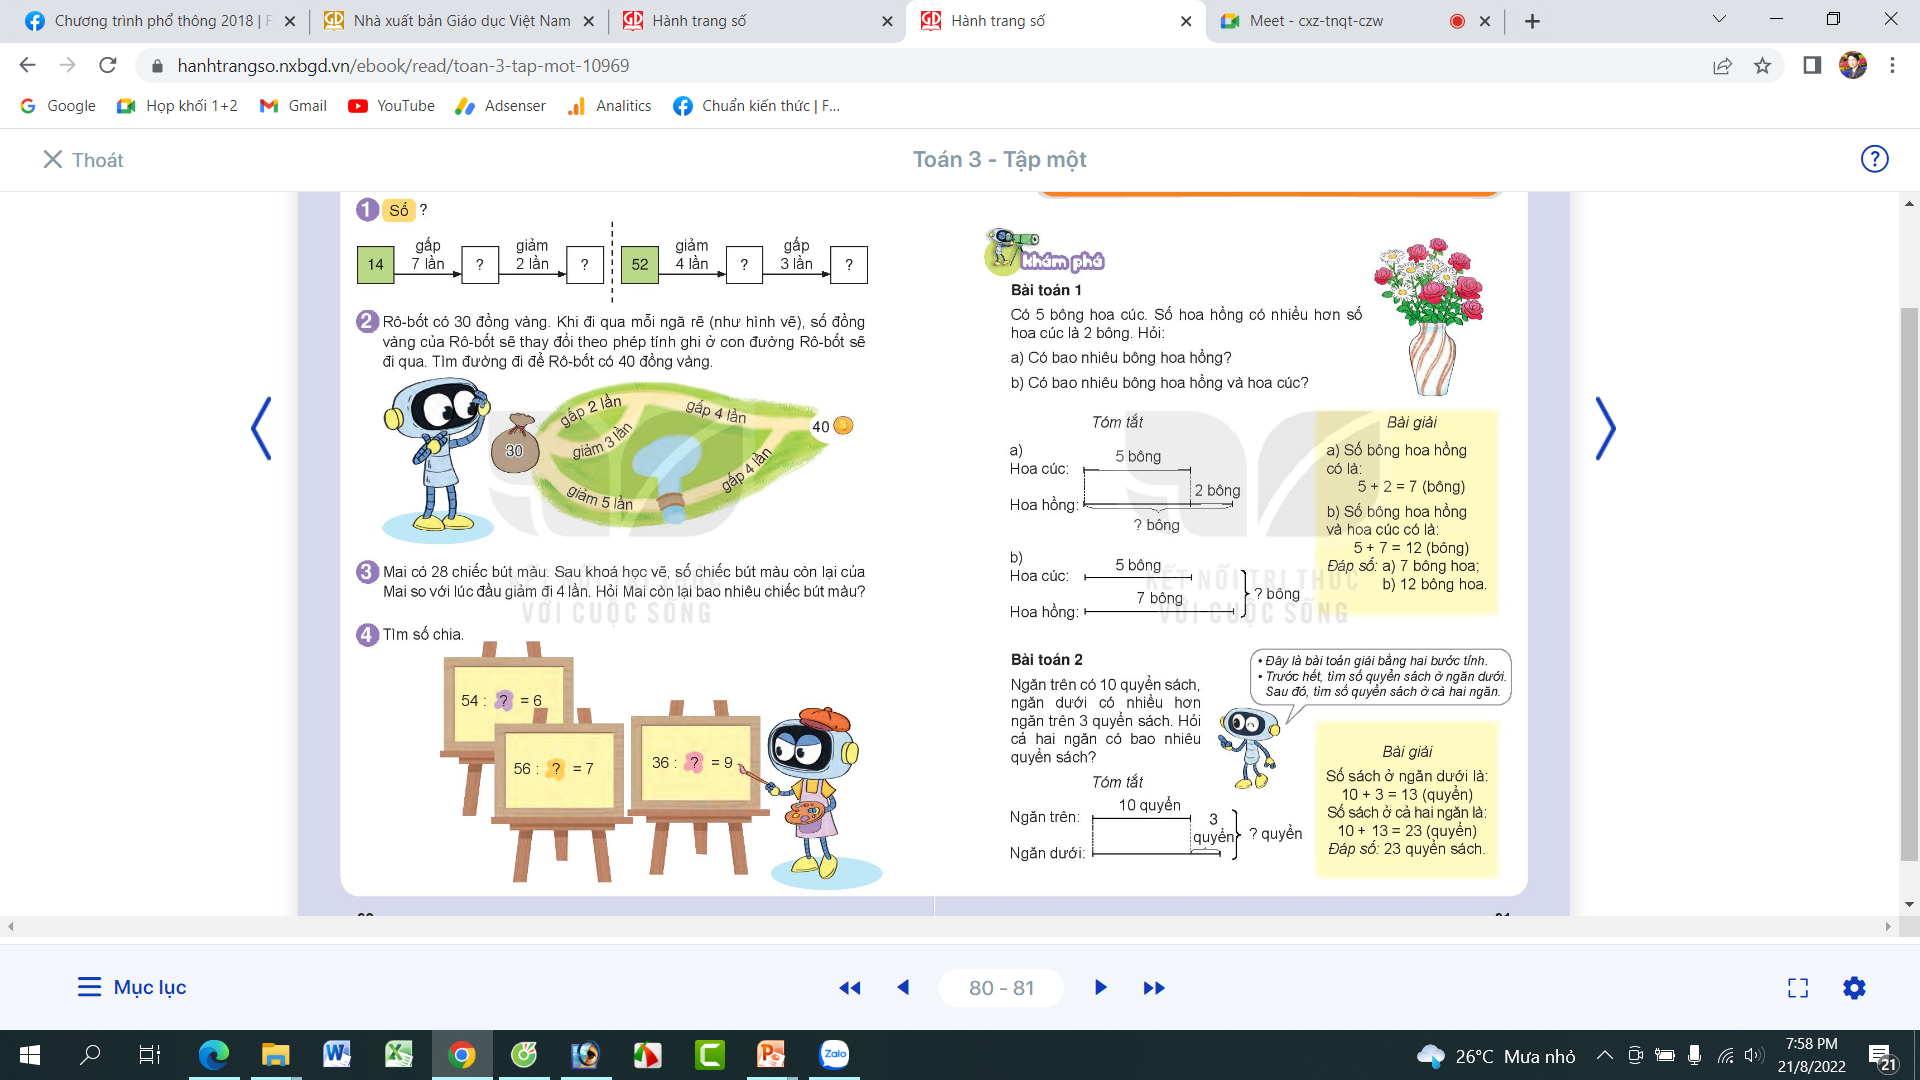 Chương trình phổ thông 2018 | F
Nhà xuất bản Giáo dục Việt Nam
Hành trang số
Hành trang số
Meet - cxz-tnqt-czw
hanhtrangso.nxbgd.vn/ebook/read/toan-3-tap-mot-10969
Google
Họp khối 1+2
Gmail
YouTube
Adsenser
Analitics
Chuẩn kiến thức | F...
Thoát
Toán 3 - Tập một
?
1 Số ?
14 gấp 7 lần ? giảm 2 lần ?
52 giảm 4 lần ? gấp 3 lần ?
2 Rô-bốt có 30 đồng vàng. Khi đi qua mỗi ngã rẽ (như hình vẽ), số đồng
vàng của Rô-bốt sẽ thay đổi theo phép tính ghi ở con đường Rô-bốt sẽ
đi qua. Tìm đường đi để Rô-bốt có 40 đồng vàng.
gấp 2 lần
gấp 4 lần
giảm 3 lần
40
30
gấp 4 lần
giảm 5 lần
3 Mai có 28 chiếc bút màu. Sau khoá học vẽ, số chiếc bút màu còn lại của
Mai so với lúc đầu giảm đi 4 lần. Hỏi Mai còn lại bao nhiêu chiếc bút màu?
VỚI CUỘC SỐNG
4 Tìm số chia.
54 : ? = 6
56 : ? = 7
36 : ? = 9
Khám phá
Bài toán 1
Có 5 bông hoa cúc. Số hoa hồng có nhiều hơn số
hoa cúc là 2 bông. Hỏi:
a) Có bao nhiêu bông hoa hồng?
b) Có bao nhiêu bông hoa hồng và hoa cúc?
Tóm tắt
a)
5 bông
Hoa cúc:
2 bông
Hoa hồng:
? bông
b)
5 bông
Hoa cúc:
7 bông
? bông
Hoa hồng:
KẾT NỐI TRI THỨC
VỚI CUỘC SỐNG
Bài giải
a) Số bông hoa hồng
có là:
5 + 2 = 7 (bông)
b) Số bông hoa hồng
và hoa cúc có là:
5 + 7 = 12 (bông)
Đáp số: a) 7 bông hoa;
b) 12 bông hoa.
Bài toán 2
Ngăn trên có 10 quyển sách,
ngăn dưới có nhiều hơn
ngăn trên 3 quyển sách. Hỏi
cả hai ngăn có bao nhiêu
quyển sách?
• Đây là bài toán giải bằng hai bước tính.
• Trước hết, tìm số quyển sách ở ngăn dưới.
Sau đó, tìm số quyển sách ở cả hai ngăn.
Tóm tắt
10 quyển
Ngăn trên:
3
quyển
? quyển
Ngăn dưới:
Bài giải
Số sách ở ngăn dưới là:
10 + 3 = 13 (quyển)
Số sách ở cả hai ngăn là:
10 + 13 = 23 (quyển)
Đáp số: 23 quyển sách.
Mục lục
80 - 81
Zalo
26°C Mưa nhỏ
7:58 PM
21/8/2022
21